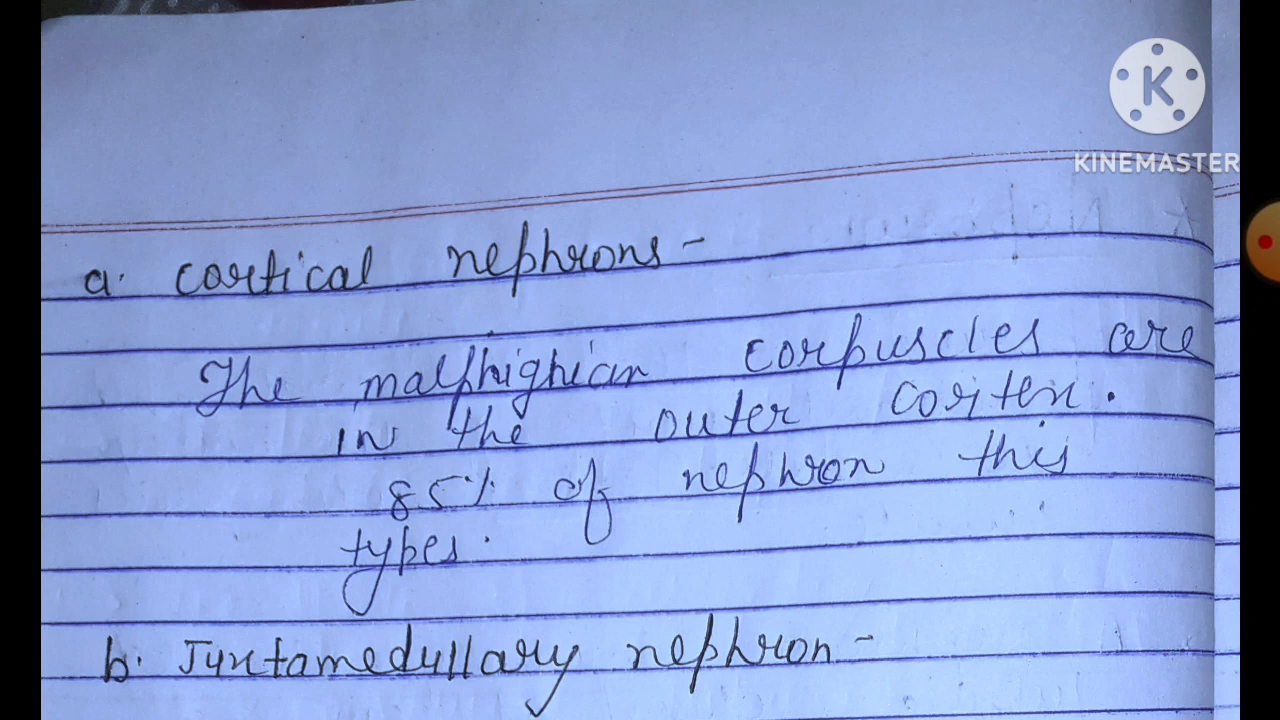 K
KINEMASTER
a. cortical nephrons -
The malphighian corpuscles are
in the outer cortex.
85% of nephron this
types.
b. Juxtamedullary nephron -